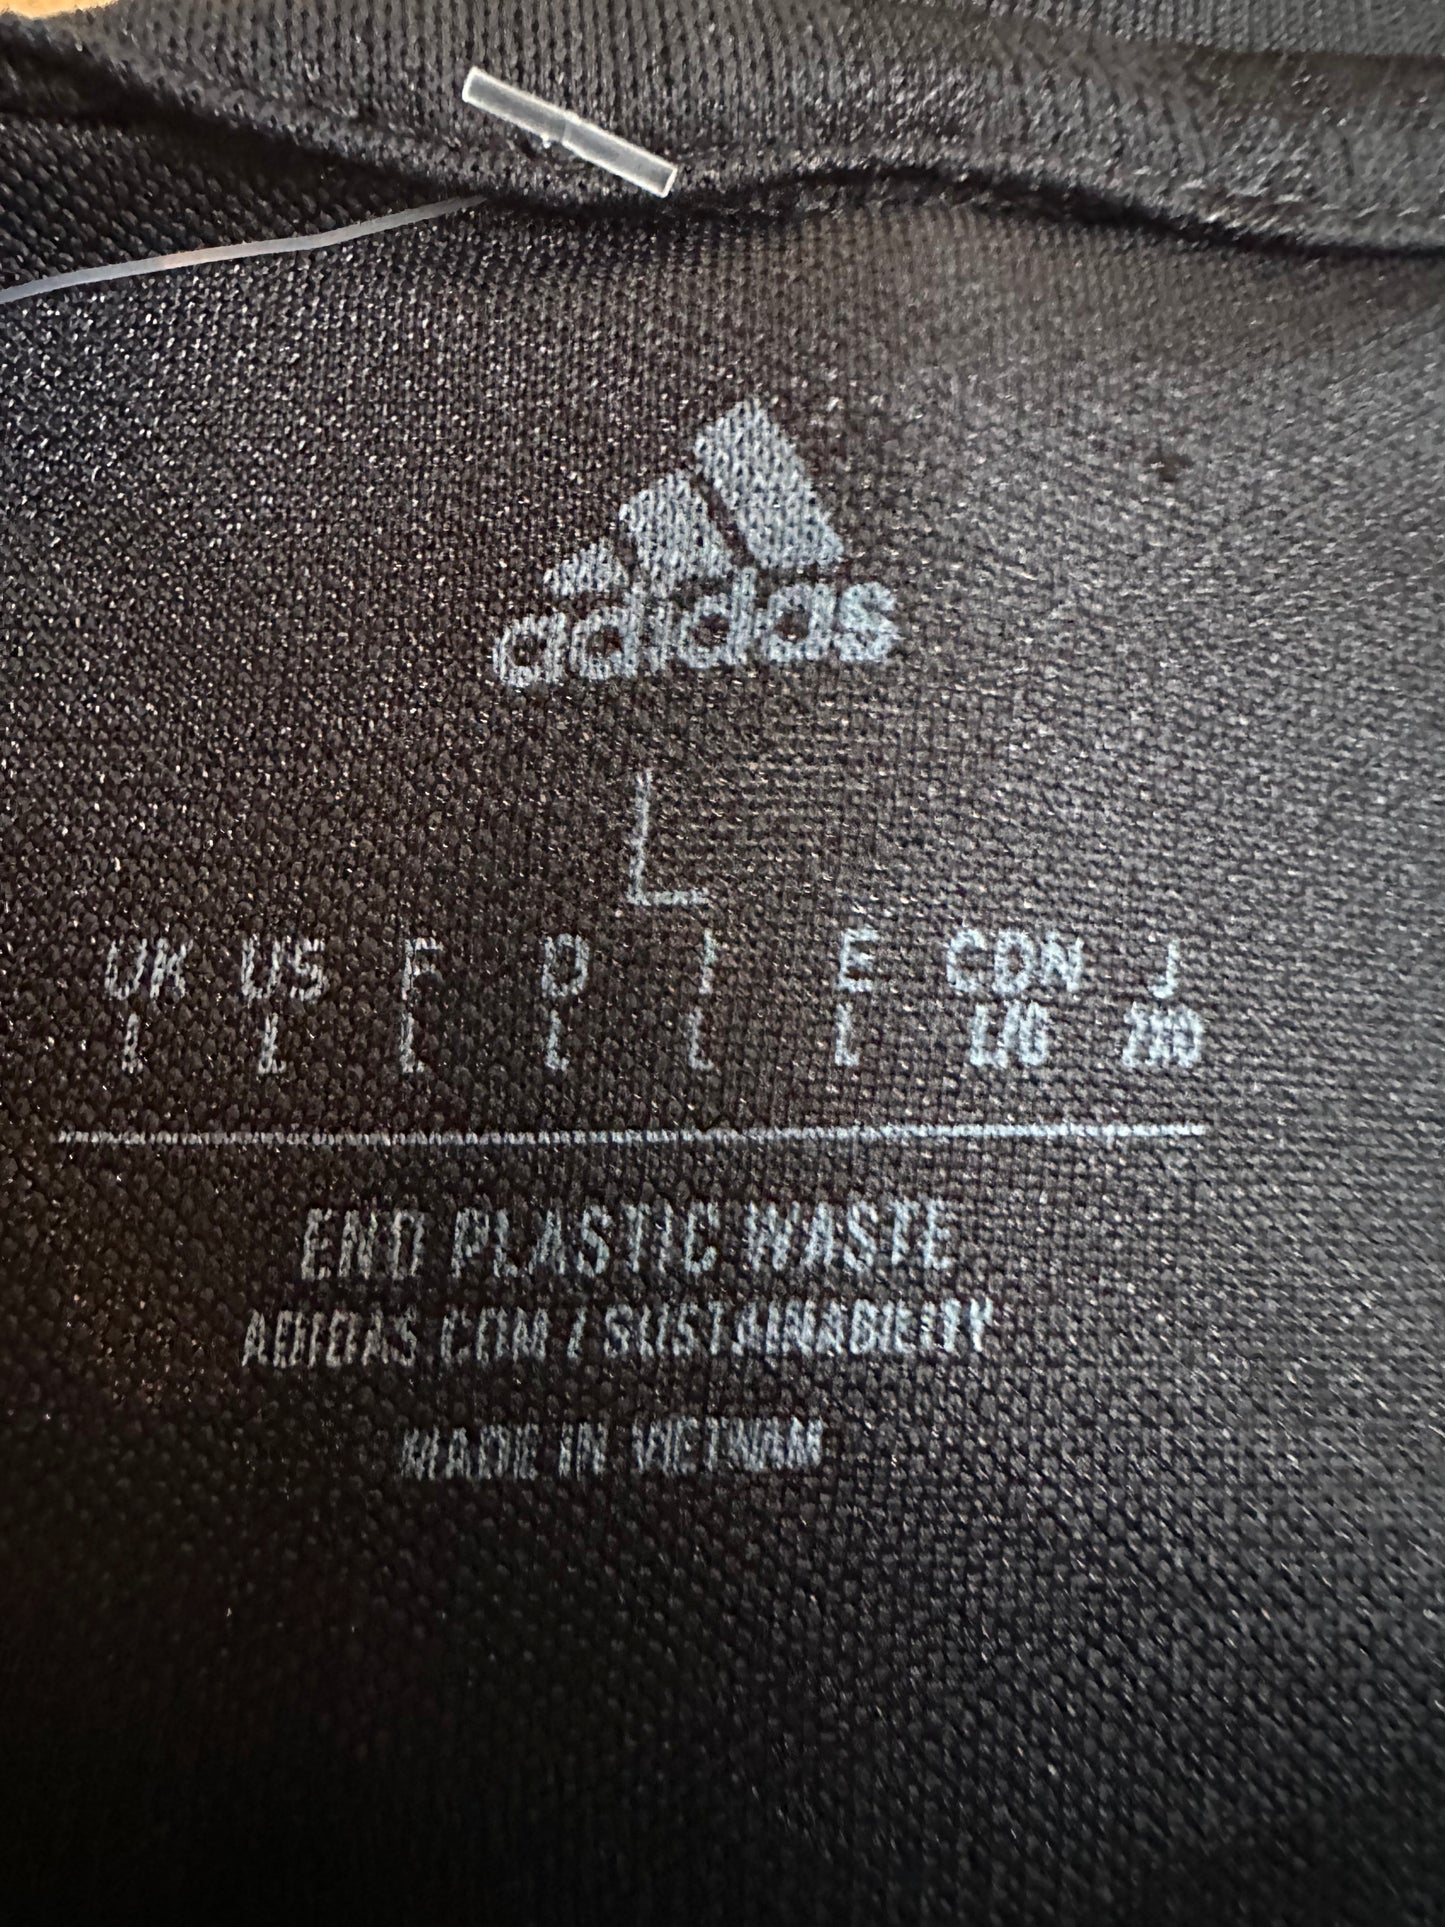 adidas
L
UK US F D I E CDN J
L L L L L L L/G 2XO
END PLASTIC WASTE
ADIDAS.COM / SUSTAINABILITY
MADE IN VIETNAM